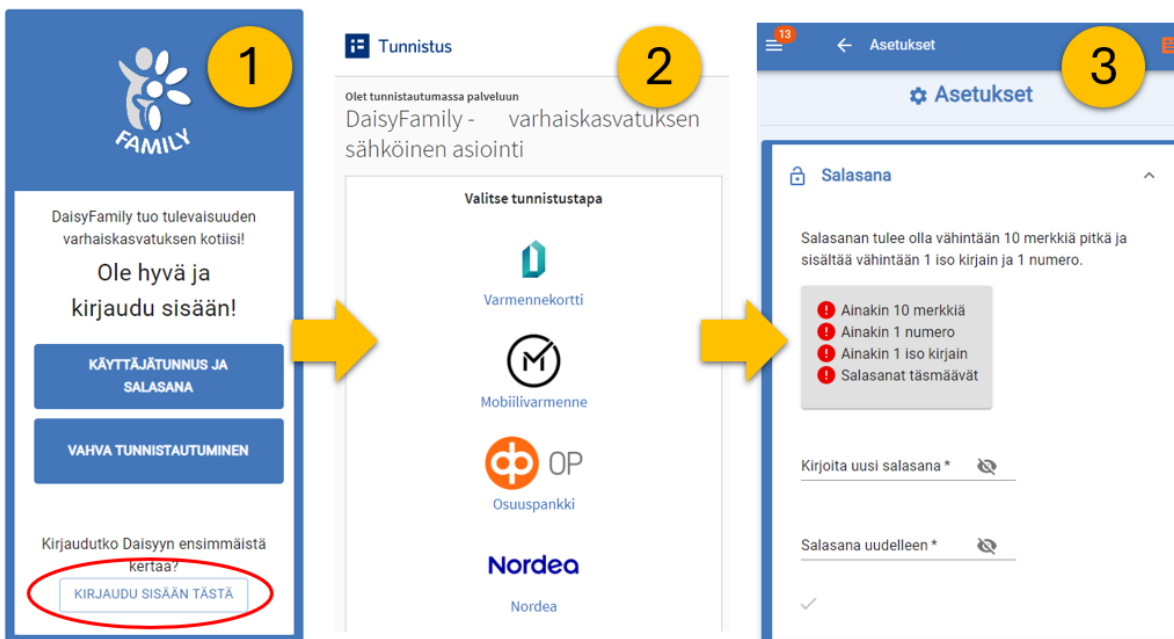 1
FAMILY
DaisyFamily tuo tulevaisuuden
varhaiskasvatuksen kotiisi!
Ole hyvä ja
kirjaudu sisään!
KÄYTTÄJÄTUNNUS JA
SALASANA
VAHVA TUNNISTAUTUMINEN
Kirjaudutko Daisyyn ensimmäistä
kertaa?
KIRJAUDU SISÄÄN TÄSTÄ
2
Tunnistus
Olet tunnistautumassa palveluun
DaisyFamily - varhaiskasvatuksen
sähköinen asiointi
Valitse tunnistustapa
Varmennekortti
Mobiilivarmenne
OP
Osuuspankki
Nordea
Nordea
3
13
Asetukset
Asetukset
Salasana
Salasanan tulee olla vähintään 10 merkkiä pitkä ja
sisältää vähintään 1 iso kirjain ja 1 numero.
Ainakin 10 merkkiä
Ainakin 1 numero
Ainakin 1 iso kirjain
Salasanat täsmäävät
Kirjoita uusi salasana *
Salasana uudelleen *